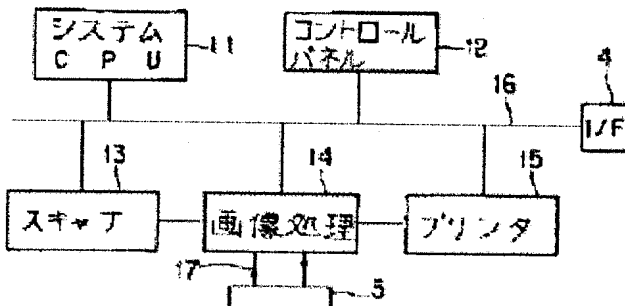 システム
C P U
11
コントロール
パネル
12
4
16
I/F
13
14
15
スキャナ
画像処理
プリンタ
17
5